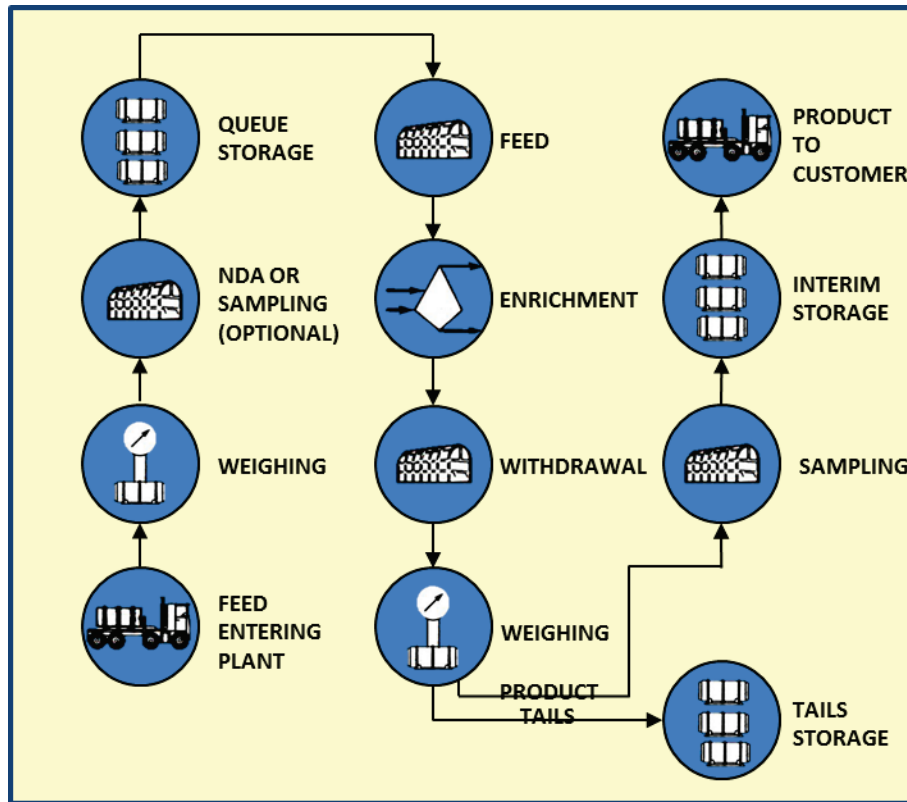 QUEUE
STORAGE
NDA OR
SAMPLING
(OPTIONAL)
WEIGHING
FEED
ENTERING
PLANT
FEED
ENRICHMENT
WITHDRAWAL
WEIGHING
PRODUCT
TAILS
PRODUCT
TO
CUSTOMER
INTERIM
STORAGE
SAMPLING
TAILS
STORAGE